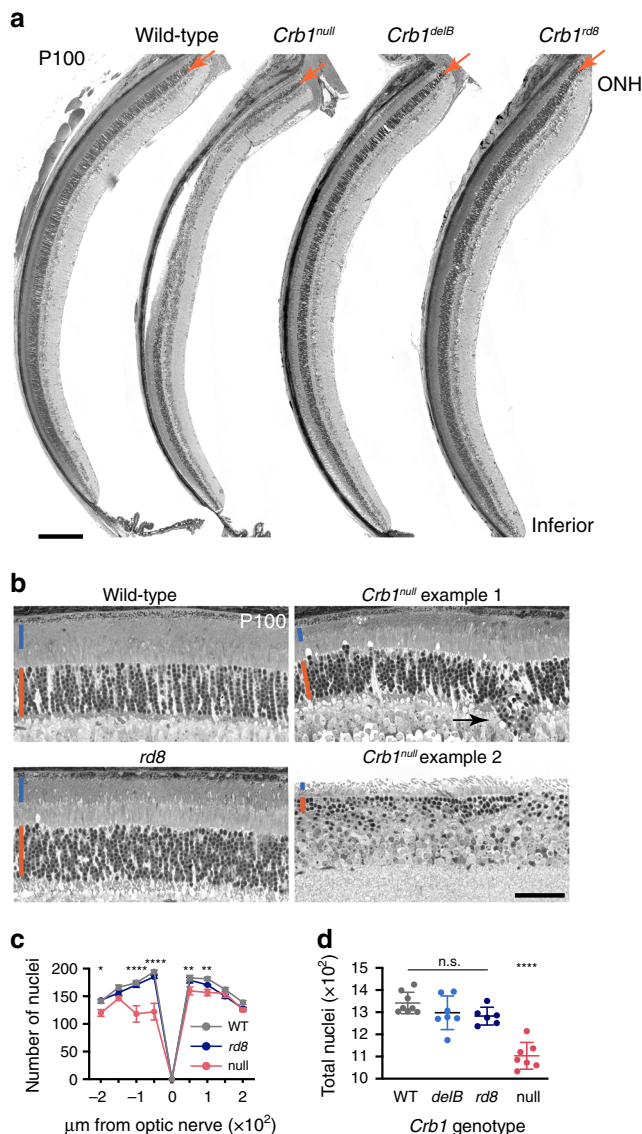 a
Wild-type Crb1null Crb1delB Crb1rd8
P100
ONH
Inferior
b
Wild-type Crb1null example 1
P100
rd8 Crb1null example 2
c
Number of nuclei
200
150
100
50
0
* **** **** ** **
WT
rd8
null
−2 −1 0 1 2
μm from optic nerve (×10²)
d
Total nuclei (×10²)
15
14
13
12
11
10
n.s. ****
WT delB rd8 null
Crb1 genotype